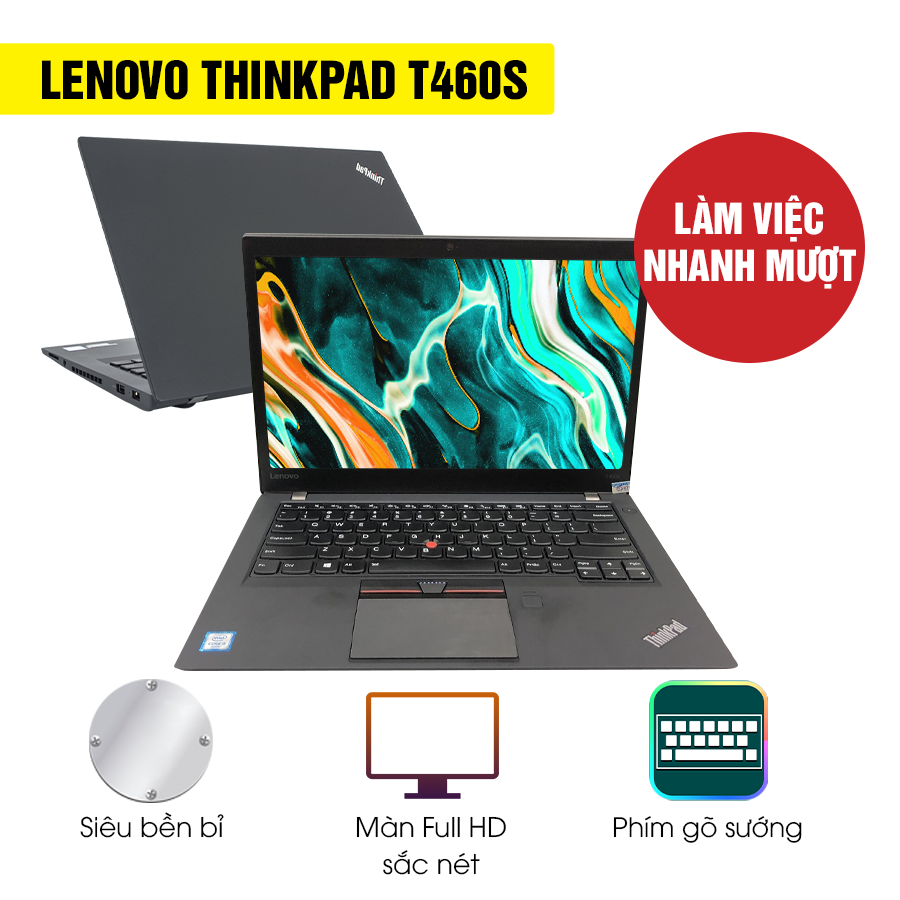 LENOVO THINKPAD T460S
ThinkPad
LÀM VIỆC
NHANH MƯỢT
Lenovo
ThinkPad
Siêu bền bỉ
Màn Full HD
sắc nét
Phím gõ sướng